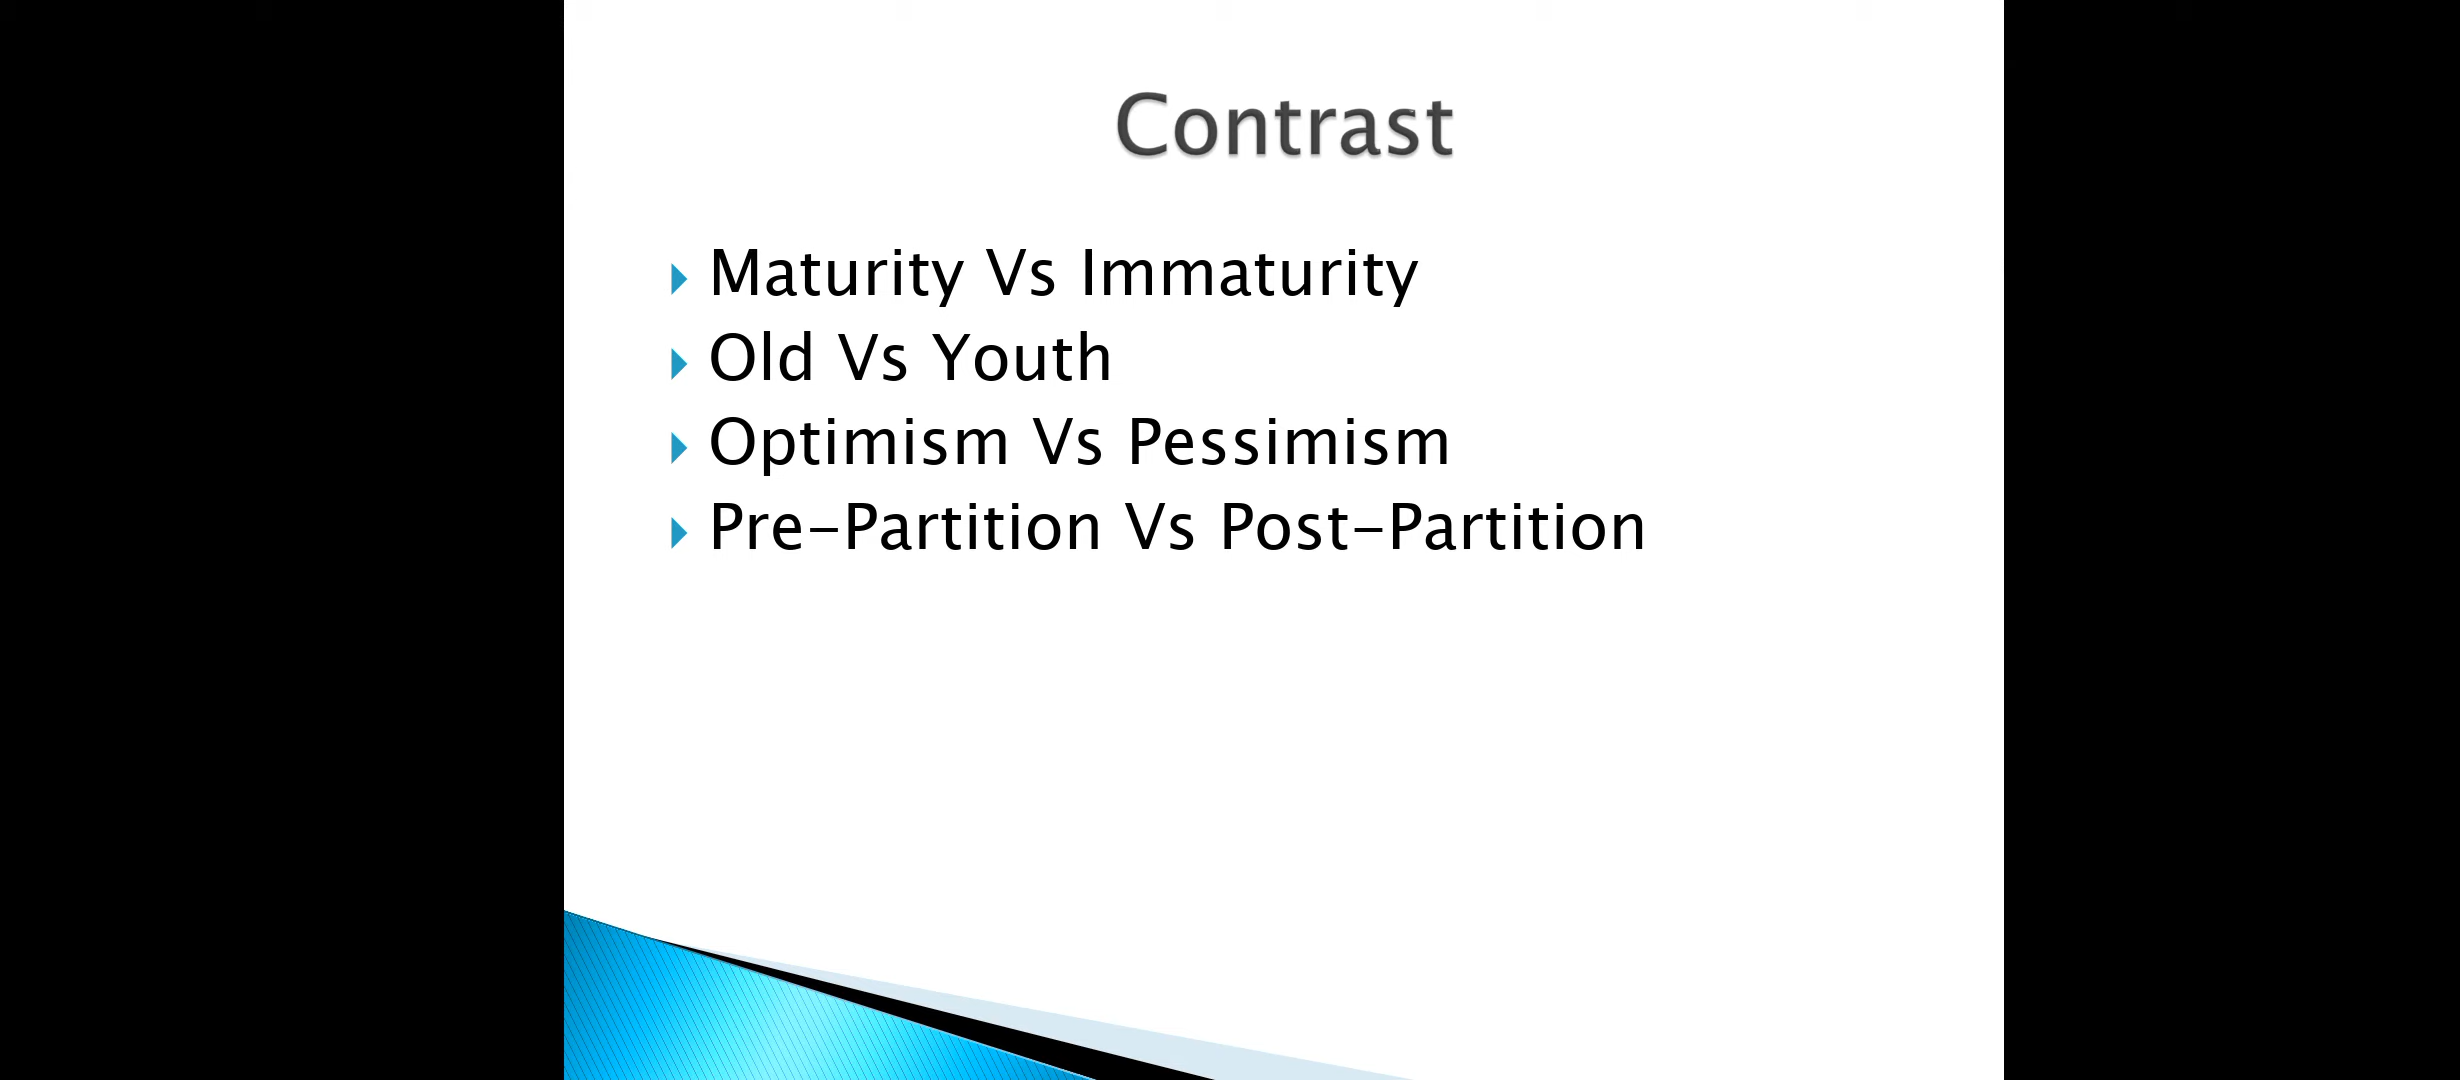 Contrast
Maturity Vs Immaturity
Old Vs Youth
Optimism Vs Pessimism
Pre-Partition Vs Post-Partition